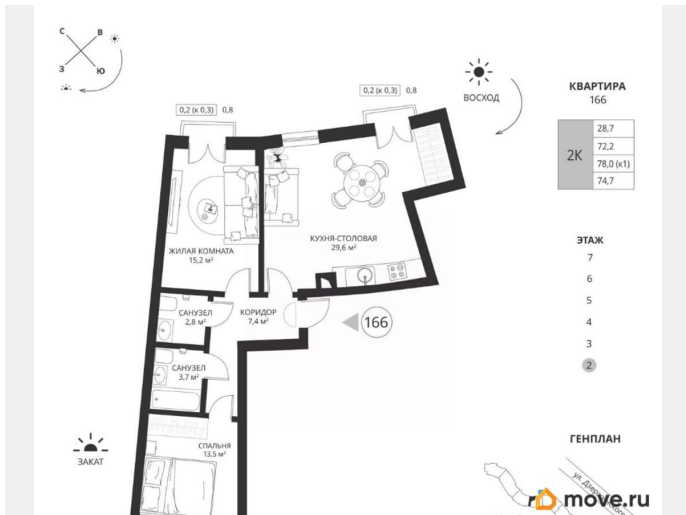 С
В
З
Ю
0,2 (к 0,3) 0,8
0,2 (к 0,3) 0,8
ВОСХОД
КВАРТИРА
166
2К
28,7
72,2
78,0 (к1)
74,7
ЖИЛАЯ КОМНАТА
15,2 м²
КУХНЯ-СТОЛОВАЯ
29,6 м²
ЭТАЖ
7
6
5
4
3
2
САНУЗЕЛ
2,8 м²
КОРИДОР
7,4 м²
166
САНУЗЕЛ
3,7 м²
СПАЛЬНЯ
13,5 м²
ЗАКАТ
ГЕНПЛАН
move.ru